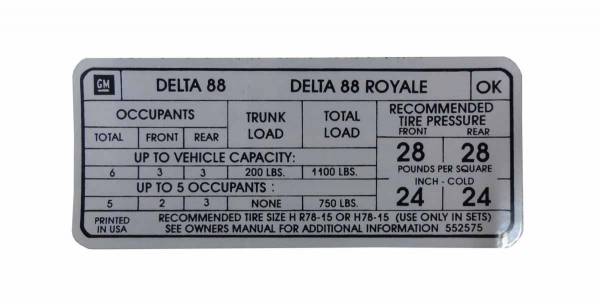 GM DELTA 88 DELTA 88 ROYALE OK
OCCUPANTS TRUNK LOAD TOTAL LOAD RECOMMENDED TIRE PRESSURE
TOTAL FRONT REAR FRONT REAR
UP TO VEHICLE CAPACITY: 28 28
6 3 3 200 LBS. 1100 LBS. POUNDS PER SQUARE
UP TO 5 OCCUPANTS : INCH - COLD
5 2 3 NONE 750 LBS. 24 24
PRINTED IN USA
RECOMMENDED TIRE SIZE H R78-15 OR H78-15 (USE ONLY IN SETS)
SEE OWNERS MANUAL FOR ADDITIONAL INFORMATION 552575